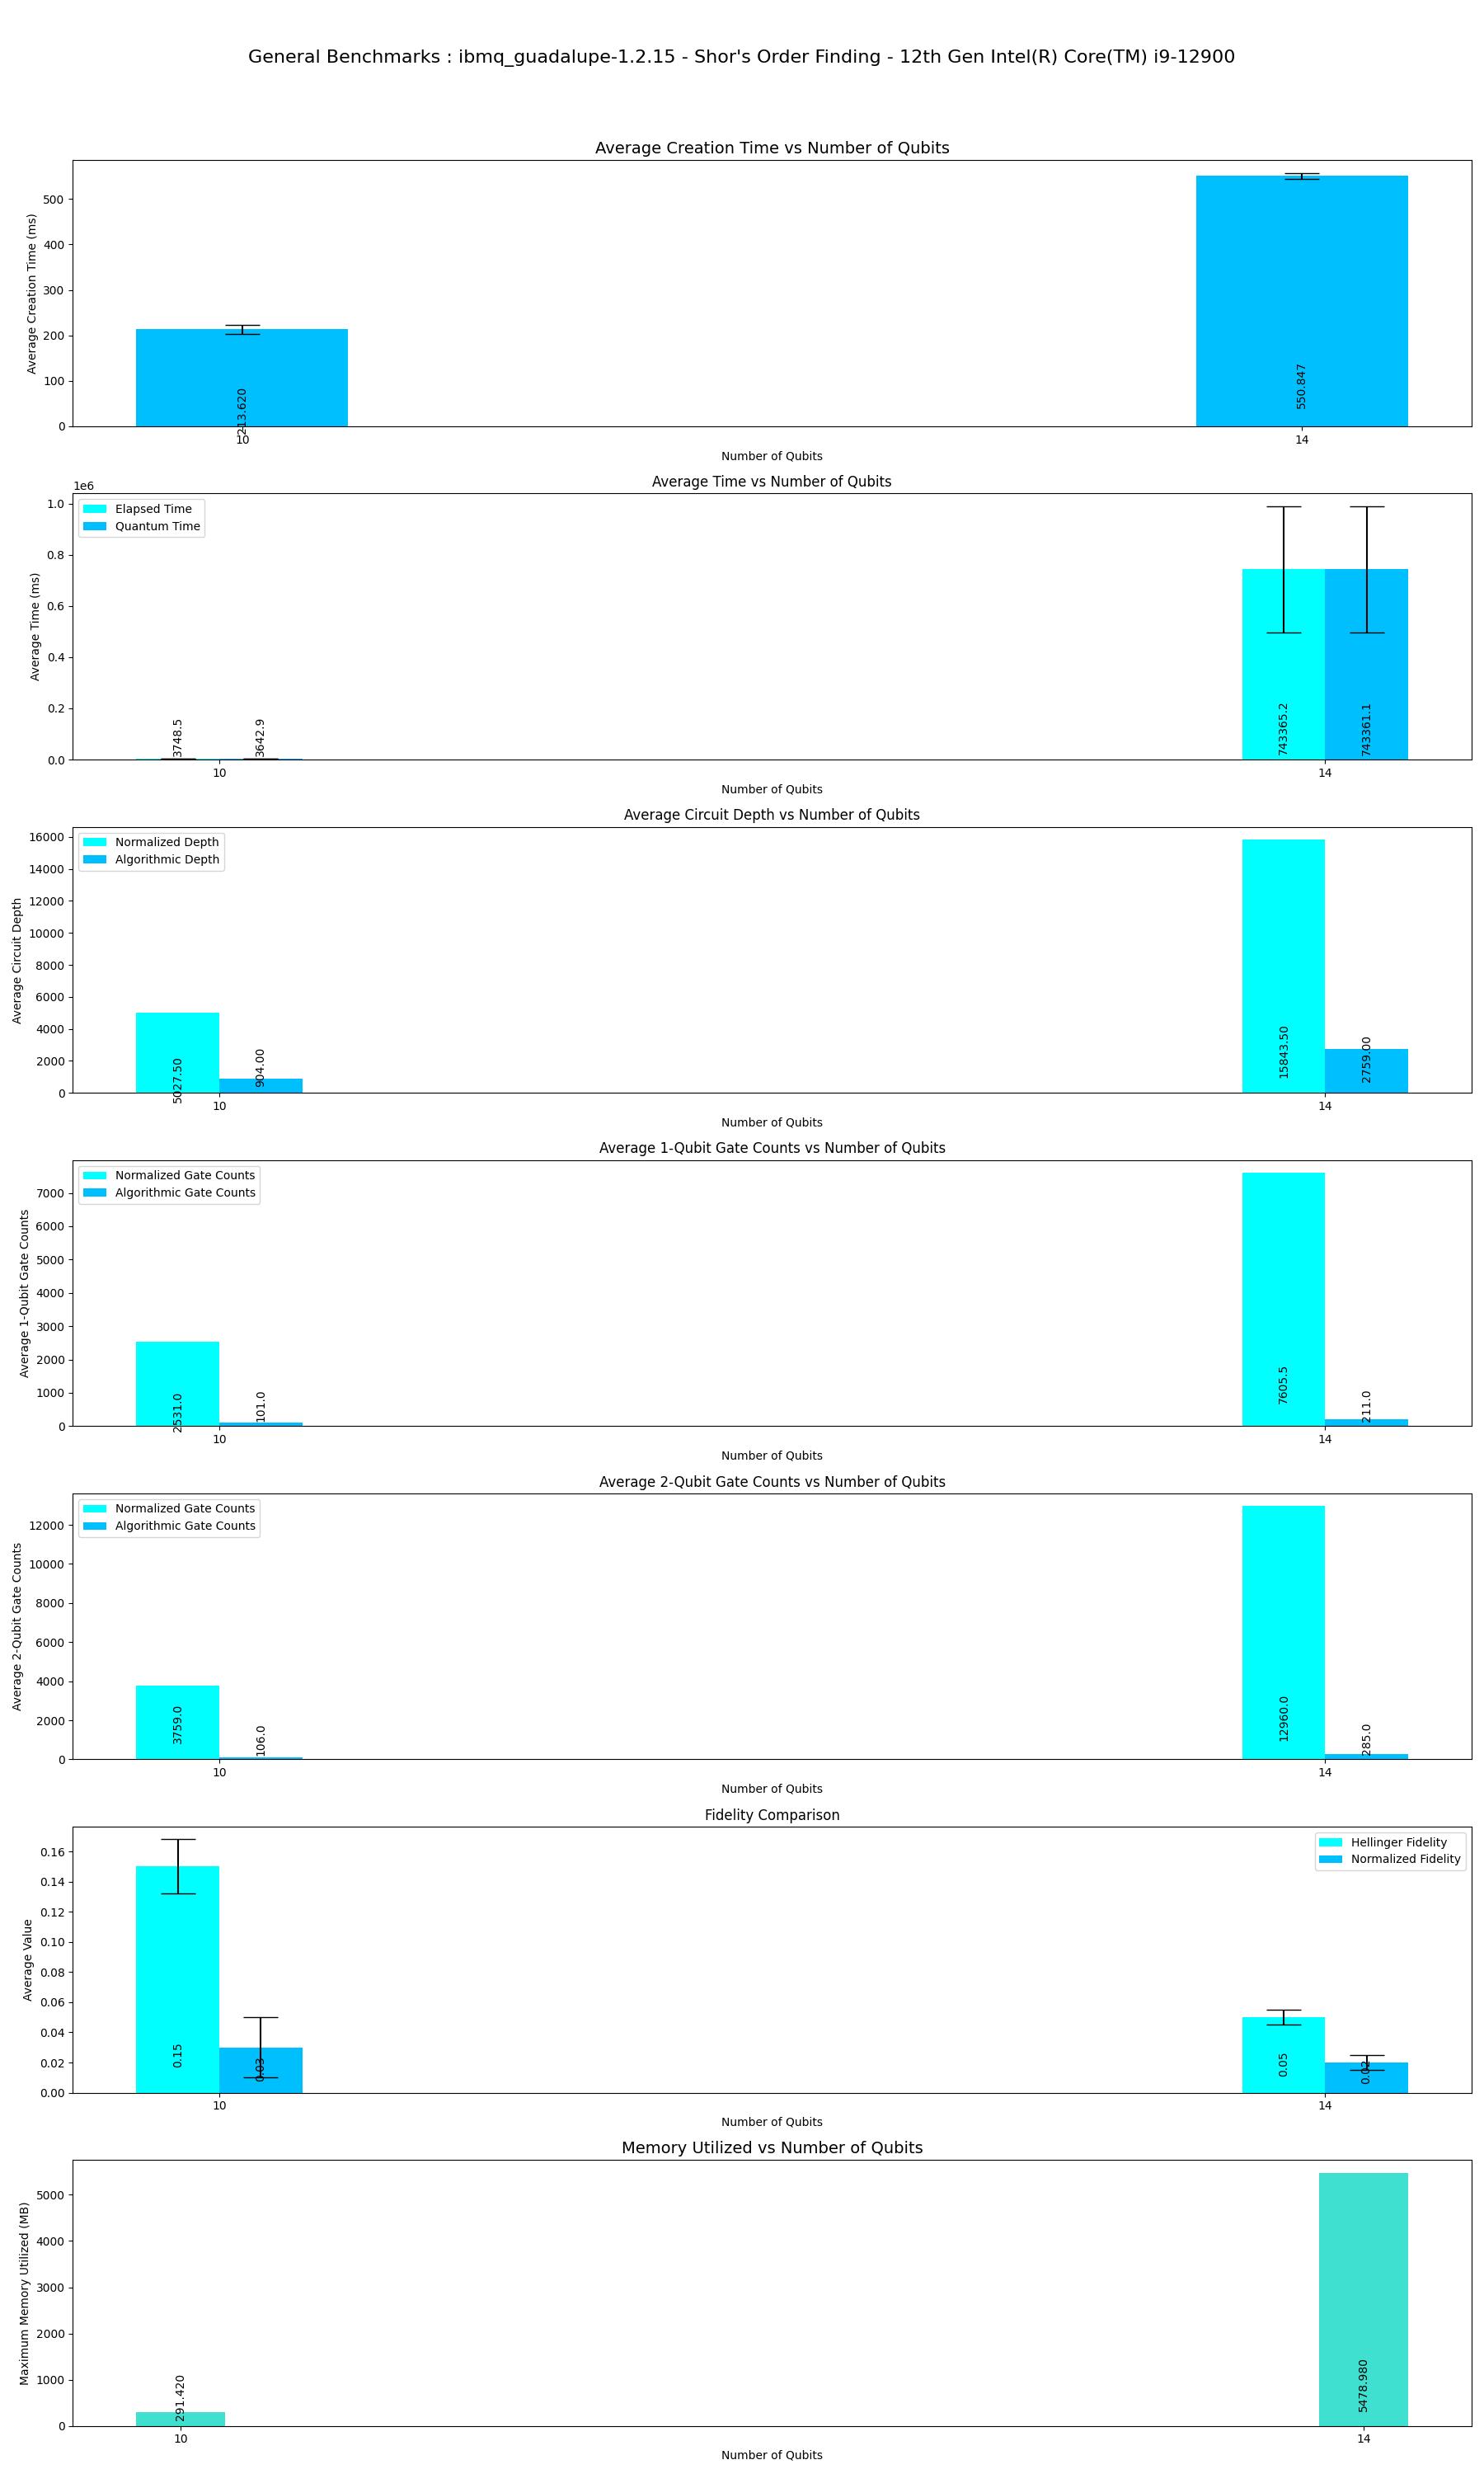 General Benchmarks : ibmq_guadalupe-1.2.15 - Shor's Order Finding - 12th Gen Intel(R) Core(TM) i9-12900
Average Creation Time vs Number of Qubits
Average Creation Time (ms)
500
400
300
200
100
0
213.620
550.847
10
14
Number of Qubits
Average Time vs Number of Qubits
1e6
Average Time (ms)
1.0
0.8
0.6
0.4
0.2
0.0
Elapsed Time
Quantum Time
3748.5
3642.9
743365.2
743361.1
10
14
Number of Qubits
Average Circuit Depth vs Number of Qubits
Average Circuit Depth
16000
14000
12000
10000
8000
6000
4000
2000
0
Normalized Depth
Algorithmic Depth
5027.50
904.00
15843.50
2759.00
10
14
Number of Qubits
Average 1-Qubit Gate Counts vs Number of Qubits
Average 1-Qubit Gate Counts
7000
6000
5000
4000
3000
2000
1000
0
Normalized Gate Counts
Algorithmic Gate Counts
2531.0
101.0
7605.5
211.0
10
14
Number of Qubits
Average 2-Qubit Gate Counts vs Number of Qubits
Average 2-Qubit Gate Counts
12000
10000
8000
6000
4000
2000
0
Normalized Gate Counts
Algorithmic Gate Counts
3759.0
106.0
12960.0
285.0
10
14
Number of Qubits
Fidelity Comparison
Average Value
0.16
0.14
0.12
0.10
0.08
0.06
0.04
0.02
0.00
Hellinger Fidelity
Normalized Fidelity
0.15
0.03
0.05
0.02
10
14
Number of Qubits
Memory Utilized vs Number of Qubits
Maximum Memory Utilized (MB)
5000
4000
3000
2000
1000
0
291.420
5478.980
10
14
Number of Qubits